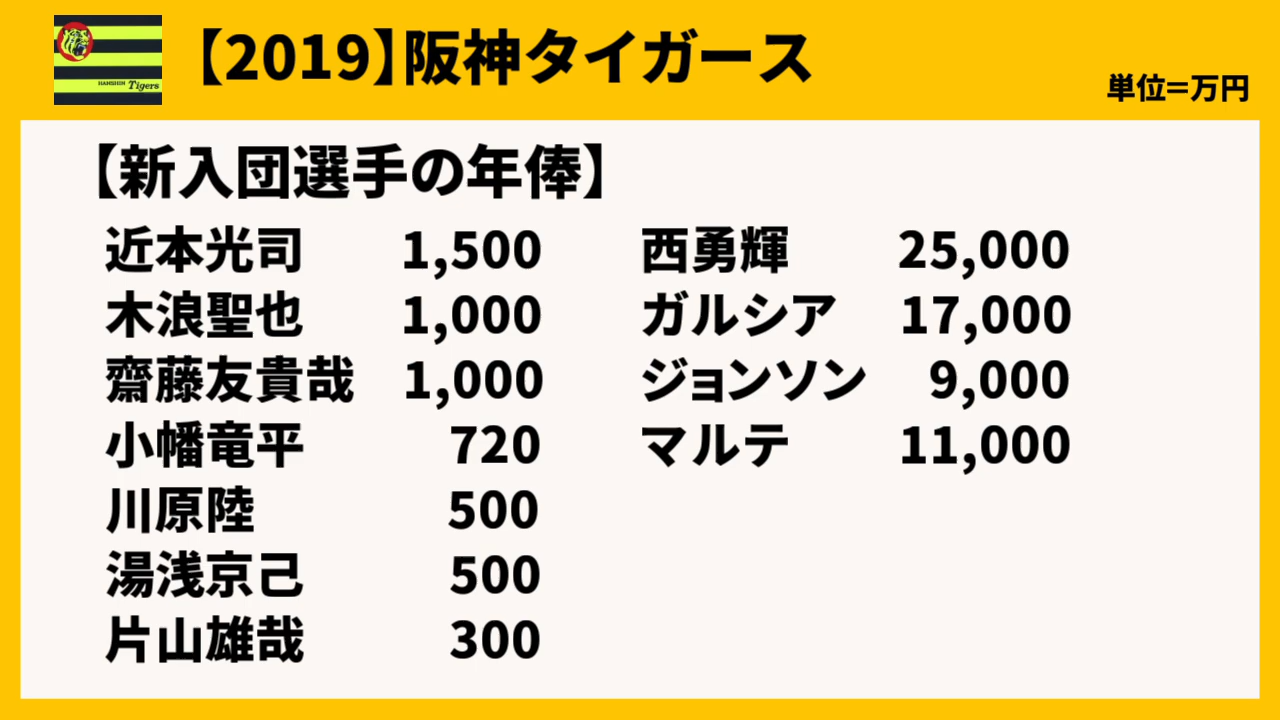 HANSHIN Tigers
【2019】阪神タイガース
単位=万円
【新入団選手の年俸】
近本光司 1,500
木浪聖也 1,000
齋藤友貴哉 1,000
小幡竜平 720
川原陸 500
湯浅京己 500
片山雄哉 300
西勇輝 25,000
ガルシア 17,000
ジョンソン 9,000
マルテ 11,000